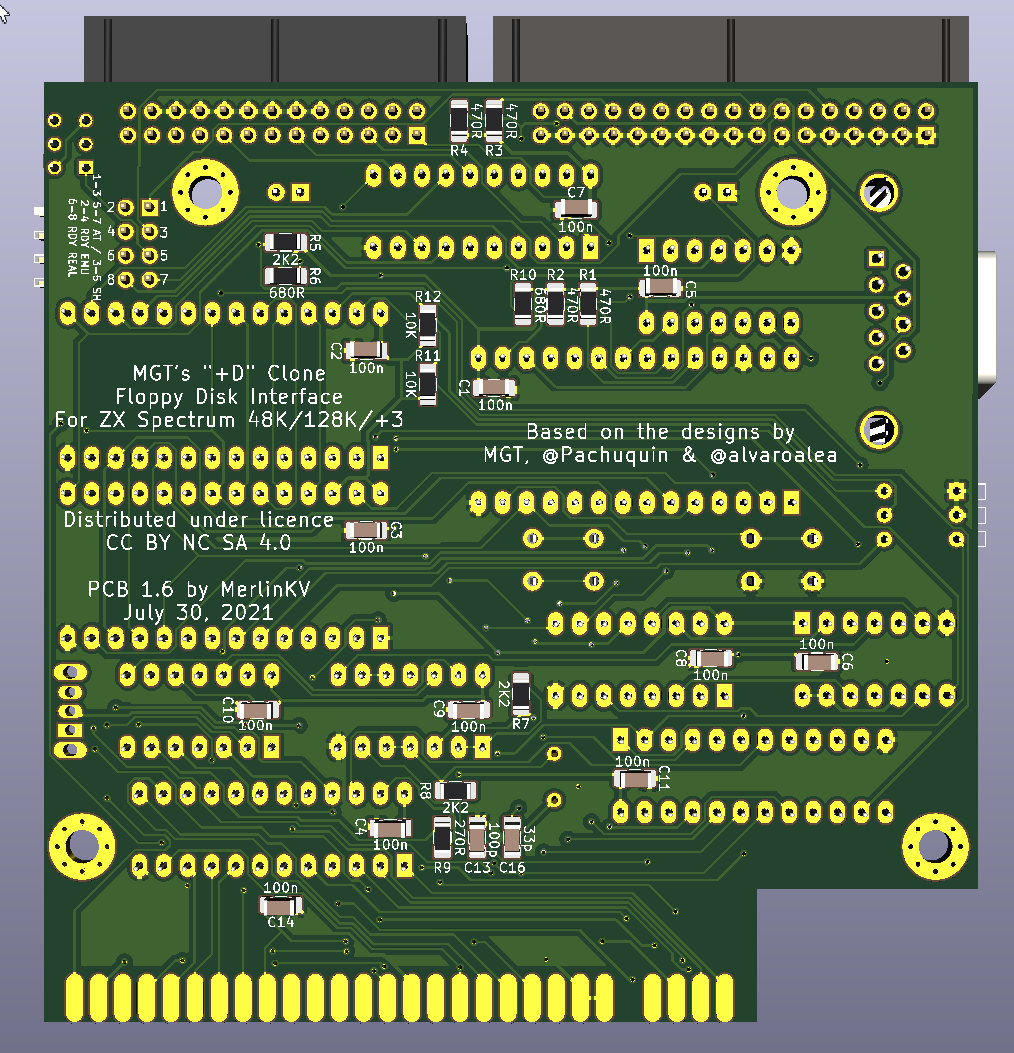 470R
470R
R4
R3
C7
100n
1-3 5-7 AT / 3-5 SH
2-4 RDY EMU
6-8 RDY REAL
2
1
4
3
6
5
8
7
R5
2K2
R6
680R
100n
C5
R10
R2
R1
680R
470R
470R
R12
10K
R11
10K
C2
100n
C1
100n
MGT's "+D" Clone
Floppy Disk Interface
For ZX Spectrum 48K/128K/+3
Based on the designs by
MGT, @Pachuquin & @alvaroalea
Distributed under licence
CC BY NC SA 4.0
C3
100n
PCB 1.6 by MerlinKV
July 30, 2021
C8
100n
100n
C6
C10
100n
C9
100n
2K2
R7
100n
C11
R8
2K2
C4
100n
270R
100p
33p
R9
C13
C16
100n
C14